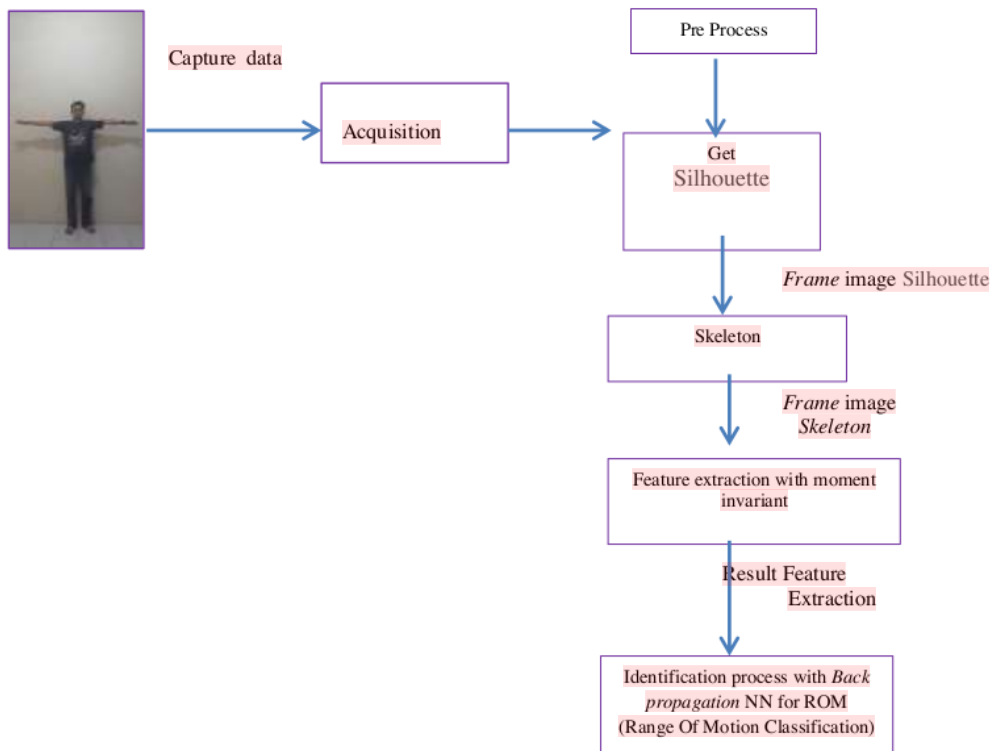 Pre Process
Capture data
Acquisition
Get
Silhouette
Frame image Silhouette
Skeleton
Frame image
Skeleton
Feature extraction with moment
invariant
Result Feature
Extraction
Identification process with Back
propagation NN for ROM
(Range Of Motion Classification)